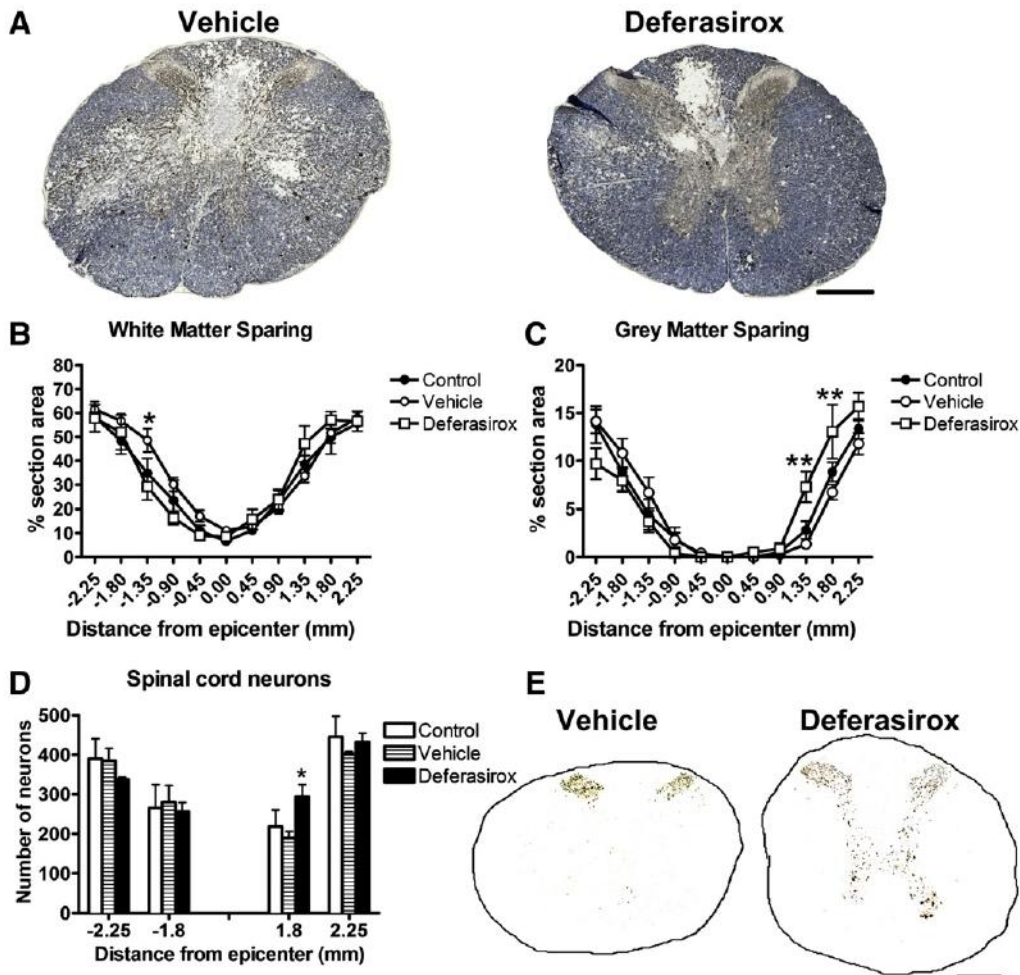 A
Vehicle
Deferasirox
B
White Matter Sparing
80
70
60
50
40
30
20
10
0
% section area
*
Control
Vehicle
Deferasirox
-2.25
-1.80
-1.35
-0.90
-0.45
0.00
0.45
0.90
1.35
1.80
2.25
Distance from epicenter (mm)
C
Grey Matter Sparing
20
15
10
5
0
% section area
**
**
Control
Vehicle
Deferasirox
-2.25
-1.80
-1.35
-0.90
-0.45
0.00
0.45
0.90
1.35
1.80
2.25
Distance from epicenter (mm)
D
Spinal cord neurons
500
400
300
200
100
0
Number of neurons
*
Control
Vehicle
Deferasirox
-2.25
-1.8
1.8
2.25
Distance from epicenter (mm)
E
Vehicle
Deferasirox